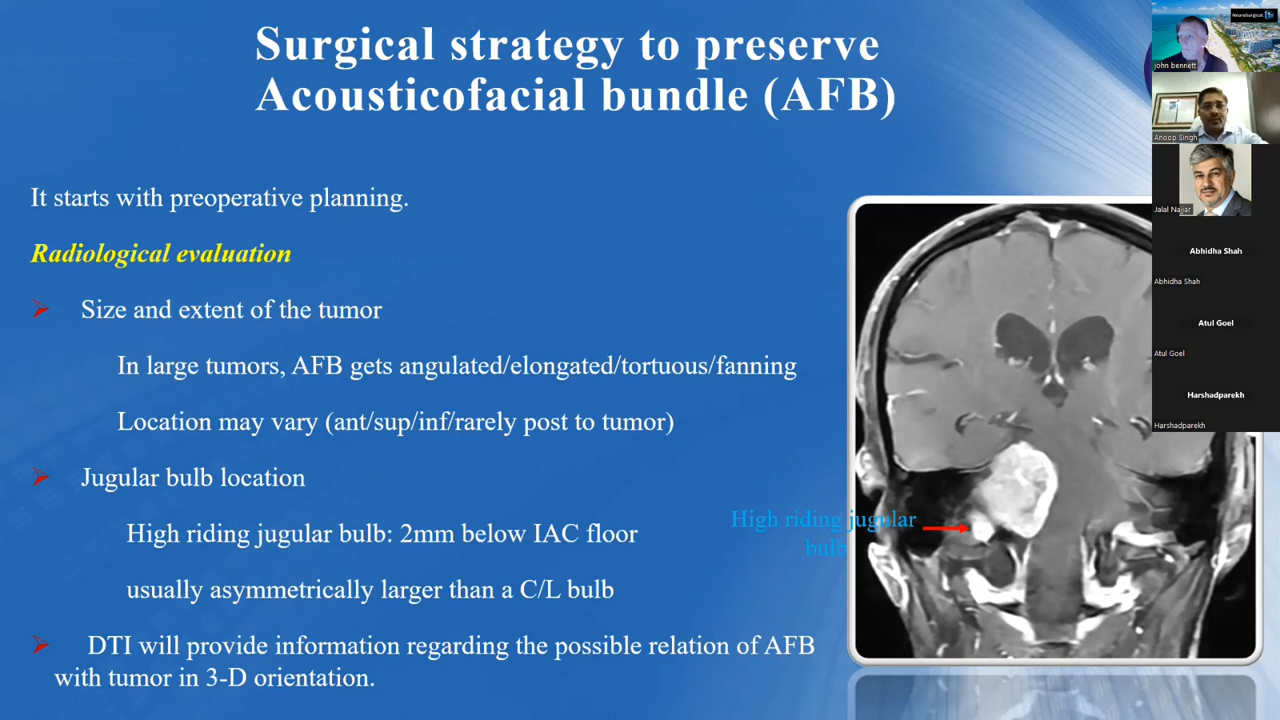 Surgical strategy to preserve
Acousticofacial bundle (AFB)
It starts with preoperative planning.
Radiological evaluation
Size and extent of the tumor
In large tumors, AFB gets angulated/elongated/tortuous/fanning
Location may vary (ant/sup/inf/rarely post to tumor)
Jugular bulb location
High riding jugular bulb: 2mm below IAC floor
usually asymmetrically larger than a C/L bulb
DTI will provide information regarding the possible relation of AFB
with tumor in 3-D orientation.
High riding jugular
bulb
john bennett
Anoop Singh
Jalal Najjar
Abhidha Shah
Abhidha Shah
Atul Goel
Atul Goel
Harshadparekh
Harshadparekh